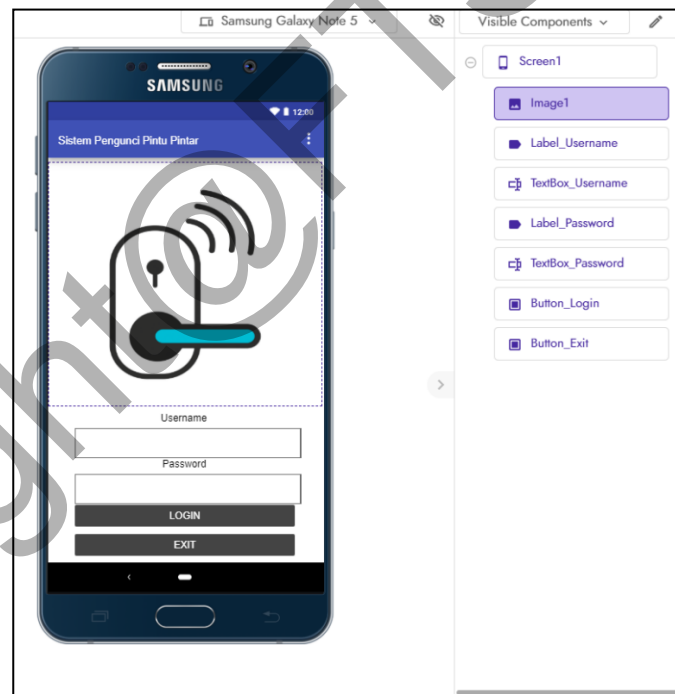 Samsung Galaxy Note 5
Visible Components
SAMSUNG
12:00
Sistem Pengunci Pintu Pintar
Username
Password
LOGIN
EXIT
Screen1
Image1
Label_Username
TextBox_Username
Label_Password
TextBox_Password
Button_Login
Button_Exit